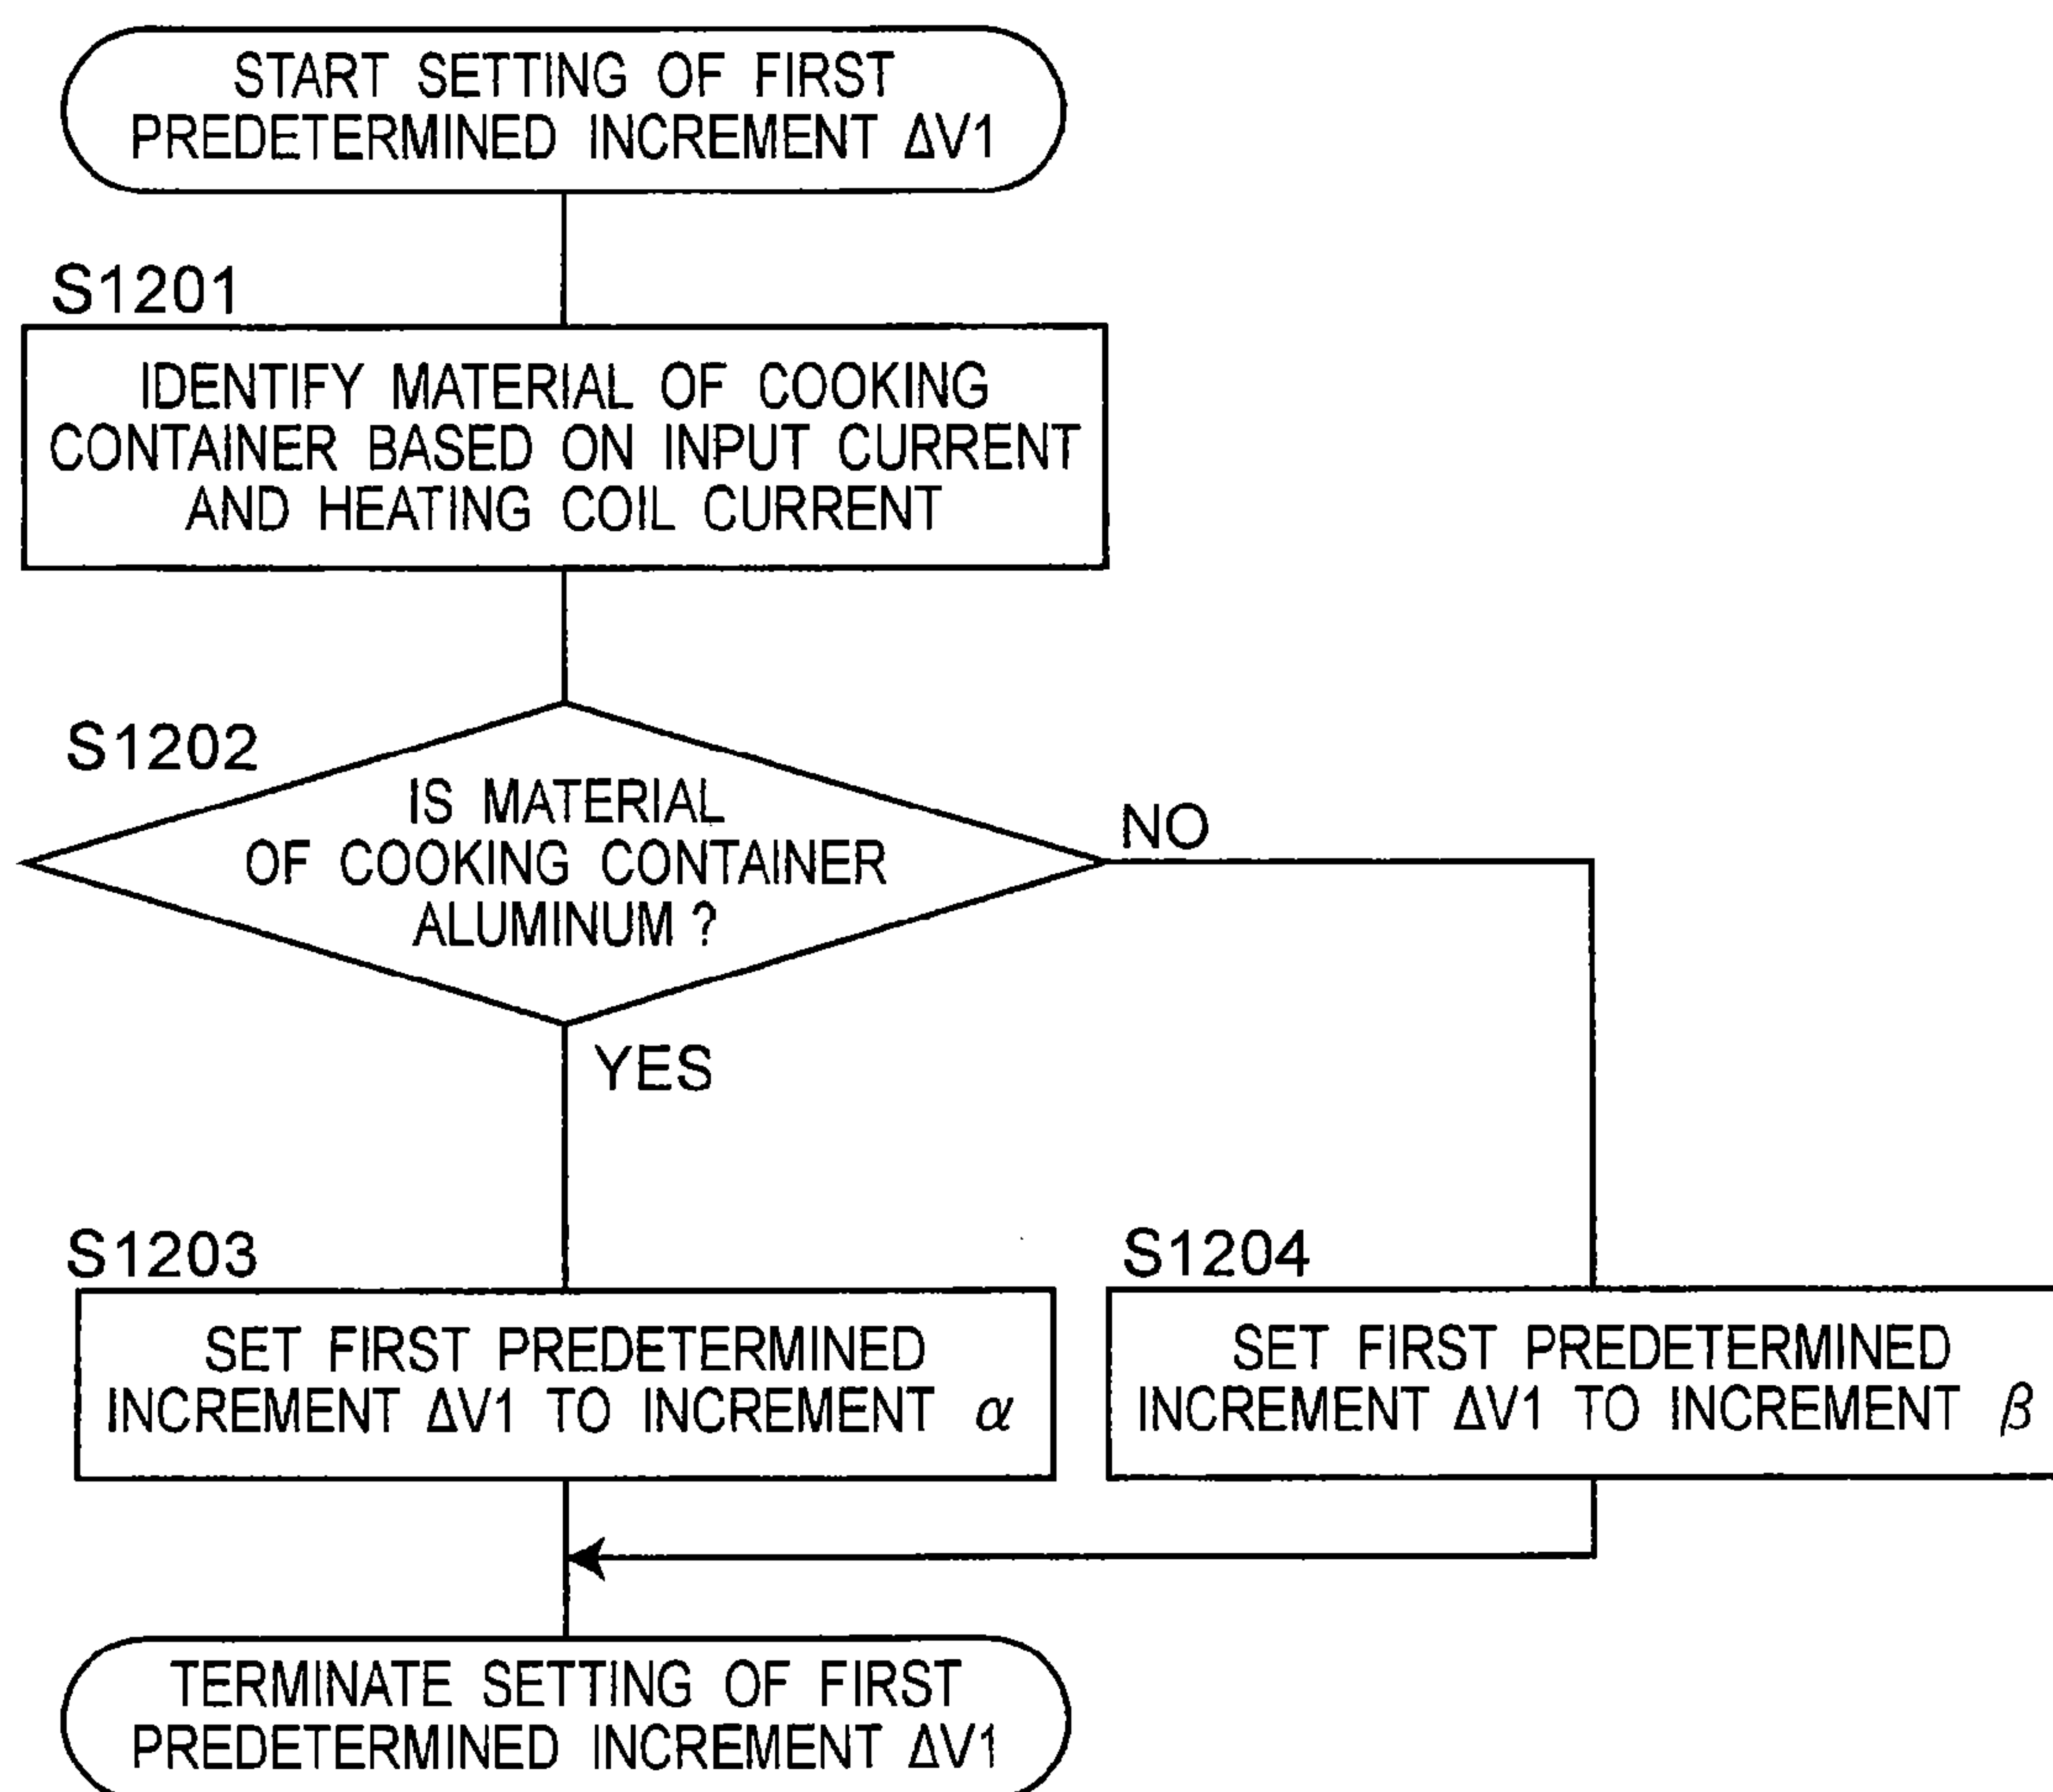 START SETTING OF FIRST
PREDETERMINED INCREMENT ΔV1
S1201
IDENTIFY MATERIAL OF COOKING
CONTAINER BASED ON INPUT CURRENT
AND HEATING COIL CURRENT
S1202
IS MATERIAL
OF COOKING CONTAINER
ALUMINUM ?
NO
YES
S1203
SET FIRST PREDETERMINED
INCREMENT ΔV1 TO INCREMENT α
S1204
SET FIRST PREDETERMINED
INCREMENT ΔV1 TO INCREMENT β
TERMINATE SETTING OF FIRST
PREDETERMINED INCREMENT ΔV1